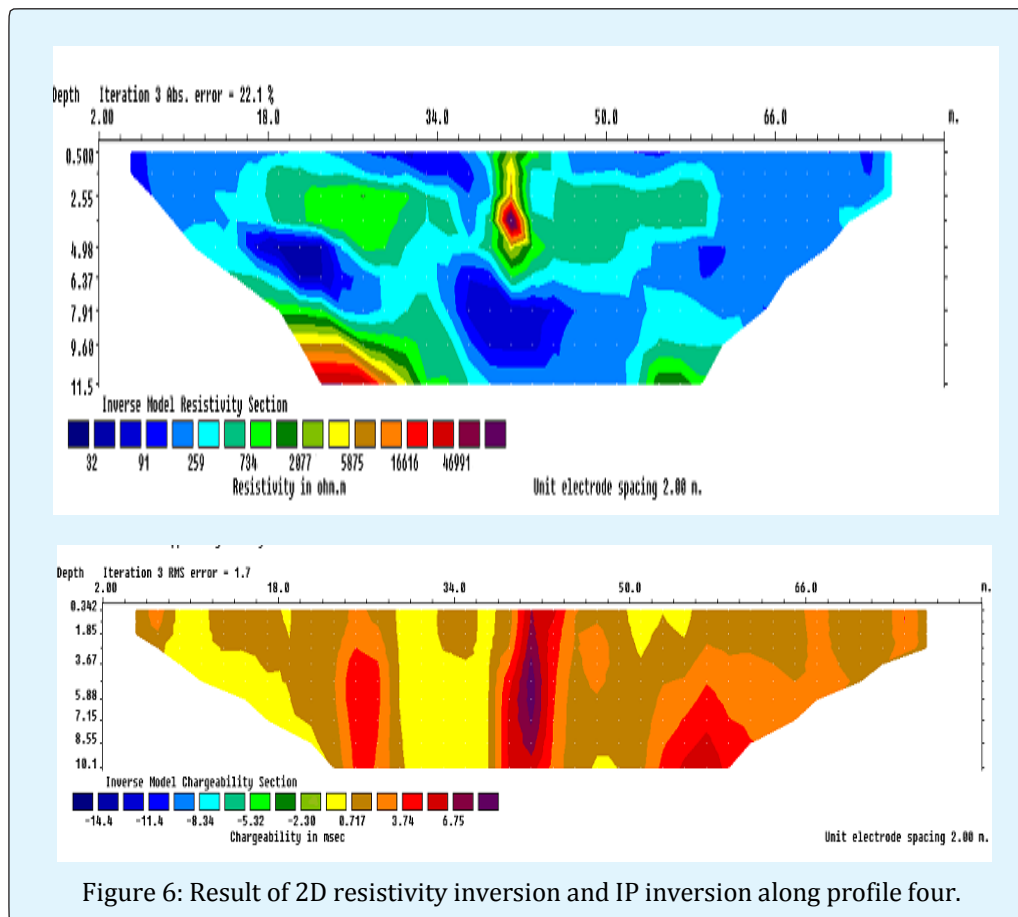 Depth Iteration 3 Abs. error = 22.1 %
2.00 18.0 34.0 50.0 66.0 m.
0.500
2.55
4.98
6.37
7.91
9.60
11.5
Inverse Model Resistivity Section
32 91 259 734 2077 5875 16616 46991
Resistivity in ohm.m Unit electrode spacing 2.00 m.
Depth Iteration 3 RMS error = 1.7
2.00 18.0 34.0 50.0 66.0 m.
0.342
1.85
3.67
5.88
7.15
8.55
10.1
Inverse Model Chargeability Section
-14.4 -11.4 -8.34 -5.32 -2.30 0.717 3.74 6.75
Chargeability in msec Unit electrode spacing 2.00 m.
Figure 6: Result of 2D resistivity inversion and IP inversion along profile four.